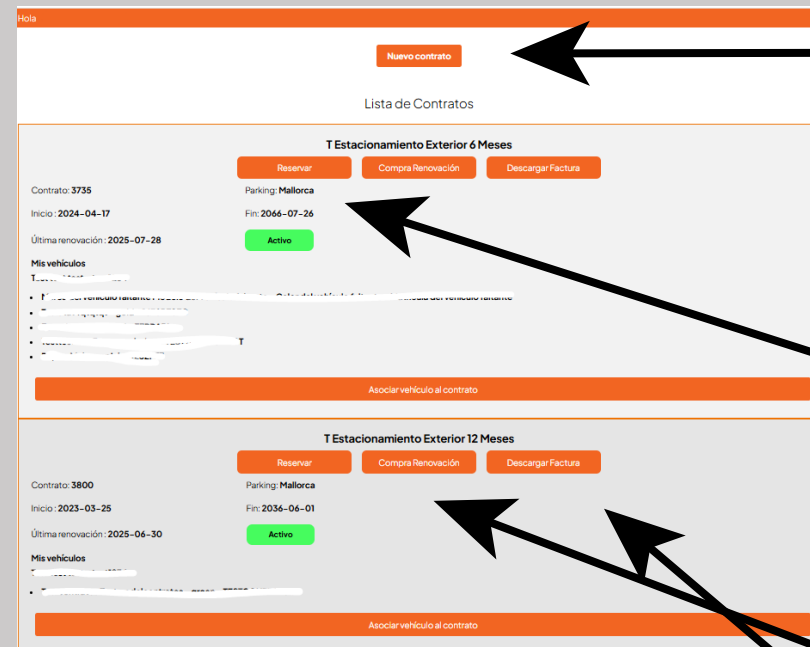 Hola
Nuevo contrato
Lista de Contratos
T Estacionamiento Exterior 6 Meses
Reservar Compra Renovación Descargar Factura
Contrato: 3735 Parking: Mallorca
Inicio : 2024-04-17 Fin: 2066-07-26
Última renovación : 2025-07-28 Activo
Mis vehículos
T
Asociar vehículo al contrato
T Estacionamiento Exterior 12 Meses
Reservar Compra Renovación Descargar Factura
Contrato: 3800 Parking: Mallorca
Inicio : 2023-03-25 Fin: 2036-06-01
Última renovación : 2025-06-30 Activo
Mis vehículos
Asociar vehículo al contrato